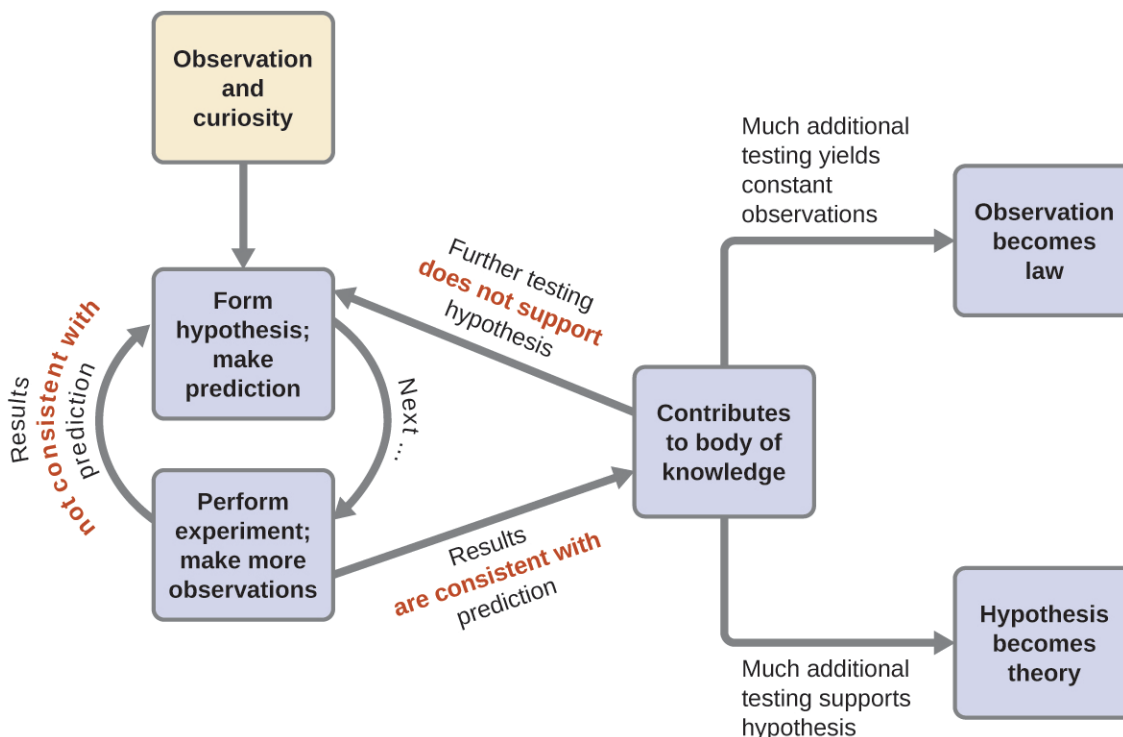 Observation
and
curiosity
Form
hypothesis;
make
prediction
Results
not consistent with
prediction
Next ...
Perform
experiment;
make more
observations
Further testing
does not support
hypothesis
Results
are consistent with
prediction
Contributes
to body of
knowledge
Much additional
testing yields
constant
observations
Observation
becomes
law
Much additional
testing supports
hypothesis
Hypothesis
becomes
theory